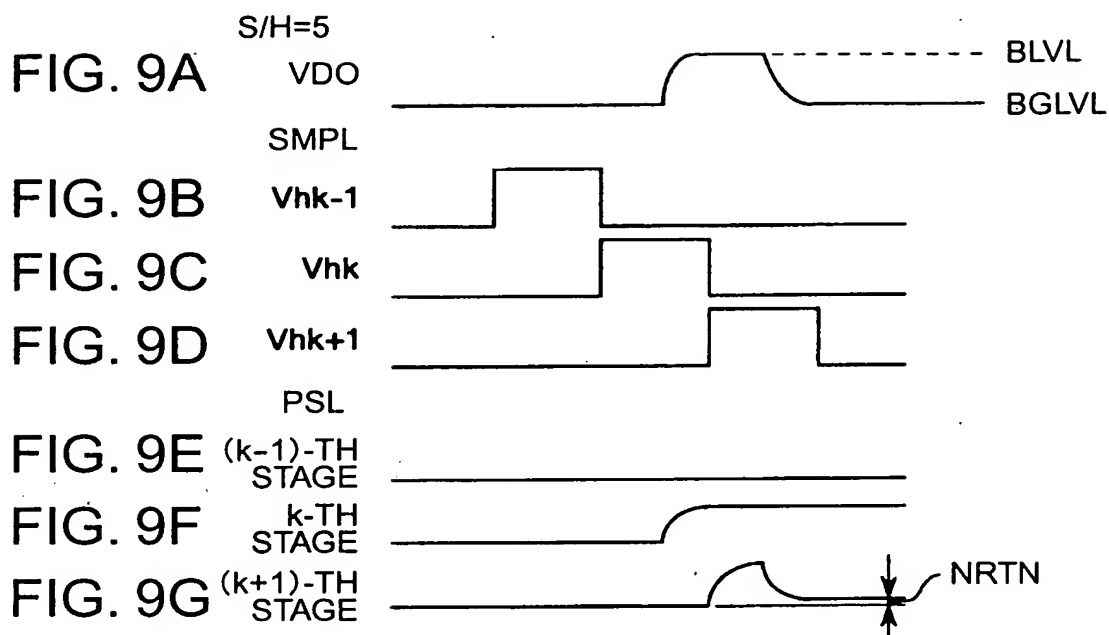 S/H=5
FIG. 9A VDO BLVL
BGLVL
SMPL
FIG. 9B Vhk-1
FIG. 9C Vhk
FIG. 9D Vhk+1
PSL
FIG. 9E (k-1)-TH STAGE
FIG. 9F k-TH STAGE
FIG. 9G (k+1)-TH STAGE NRTN